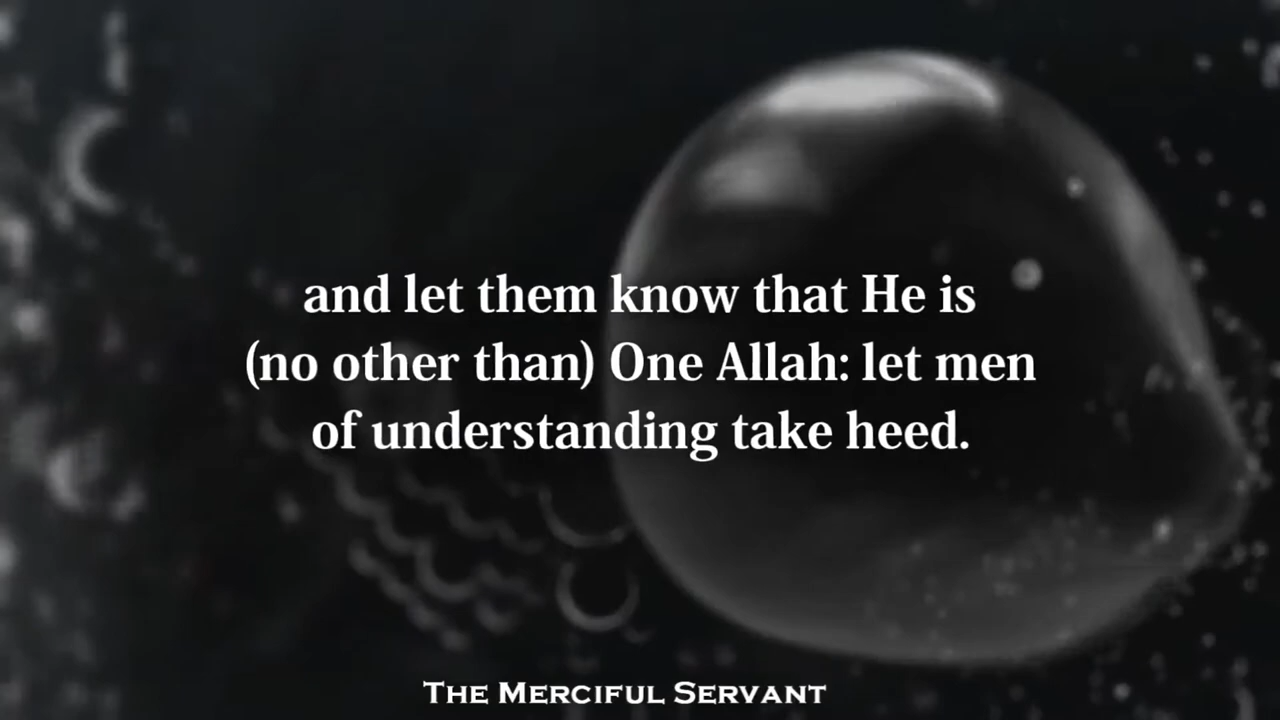 and let them know that He is
(no other than) One Allah: let men
of understanding take heed.
The Merciful Servant